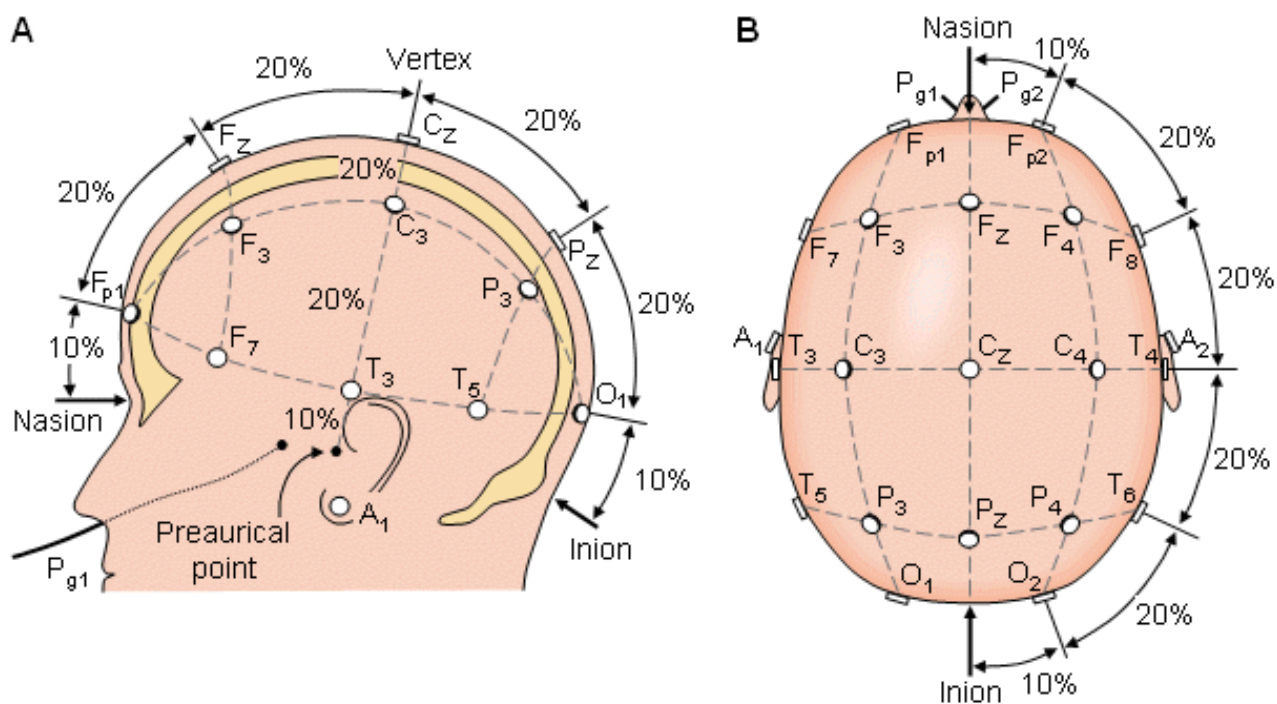 A
Vertex
20%
20%
FZ
CZ
20%
20%
F3
C3
PZ
Fp1
20%
P3
20%
10%
F7
T3
T5
O1
Nasion
10%
10%
A1
Preaurical
point
Inion
Pg1
B
Nasion
10%
Pg1
Pg2
20%
Fp1
Fp2
F7
F3
FZ
F4
F8
20%
A1
T3
C3
CZ
C4
T4
A2
20%
T5
P3
PZ
P4
T6
O1
O2
20%
10%
Inion